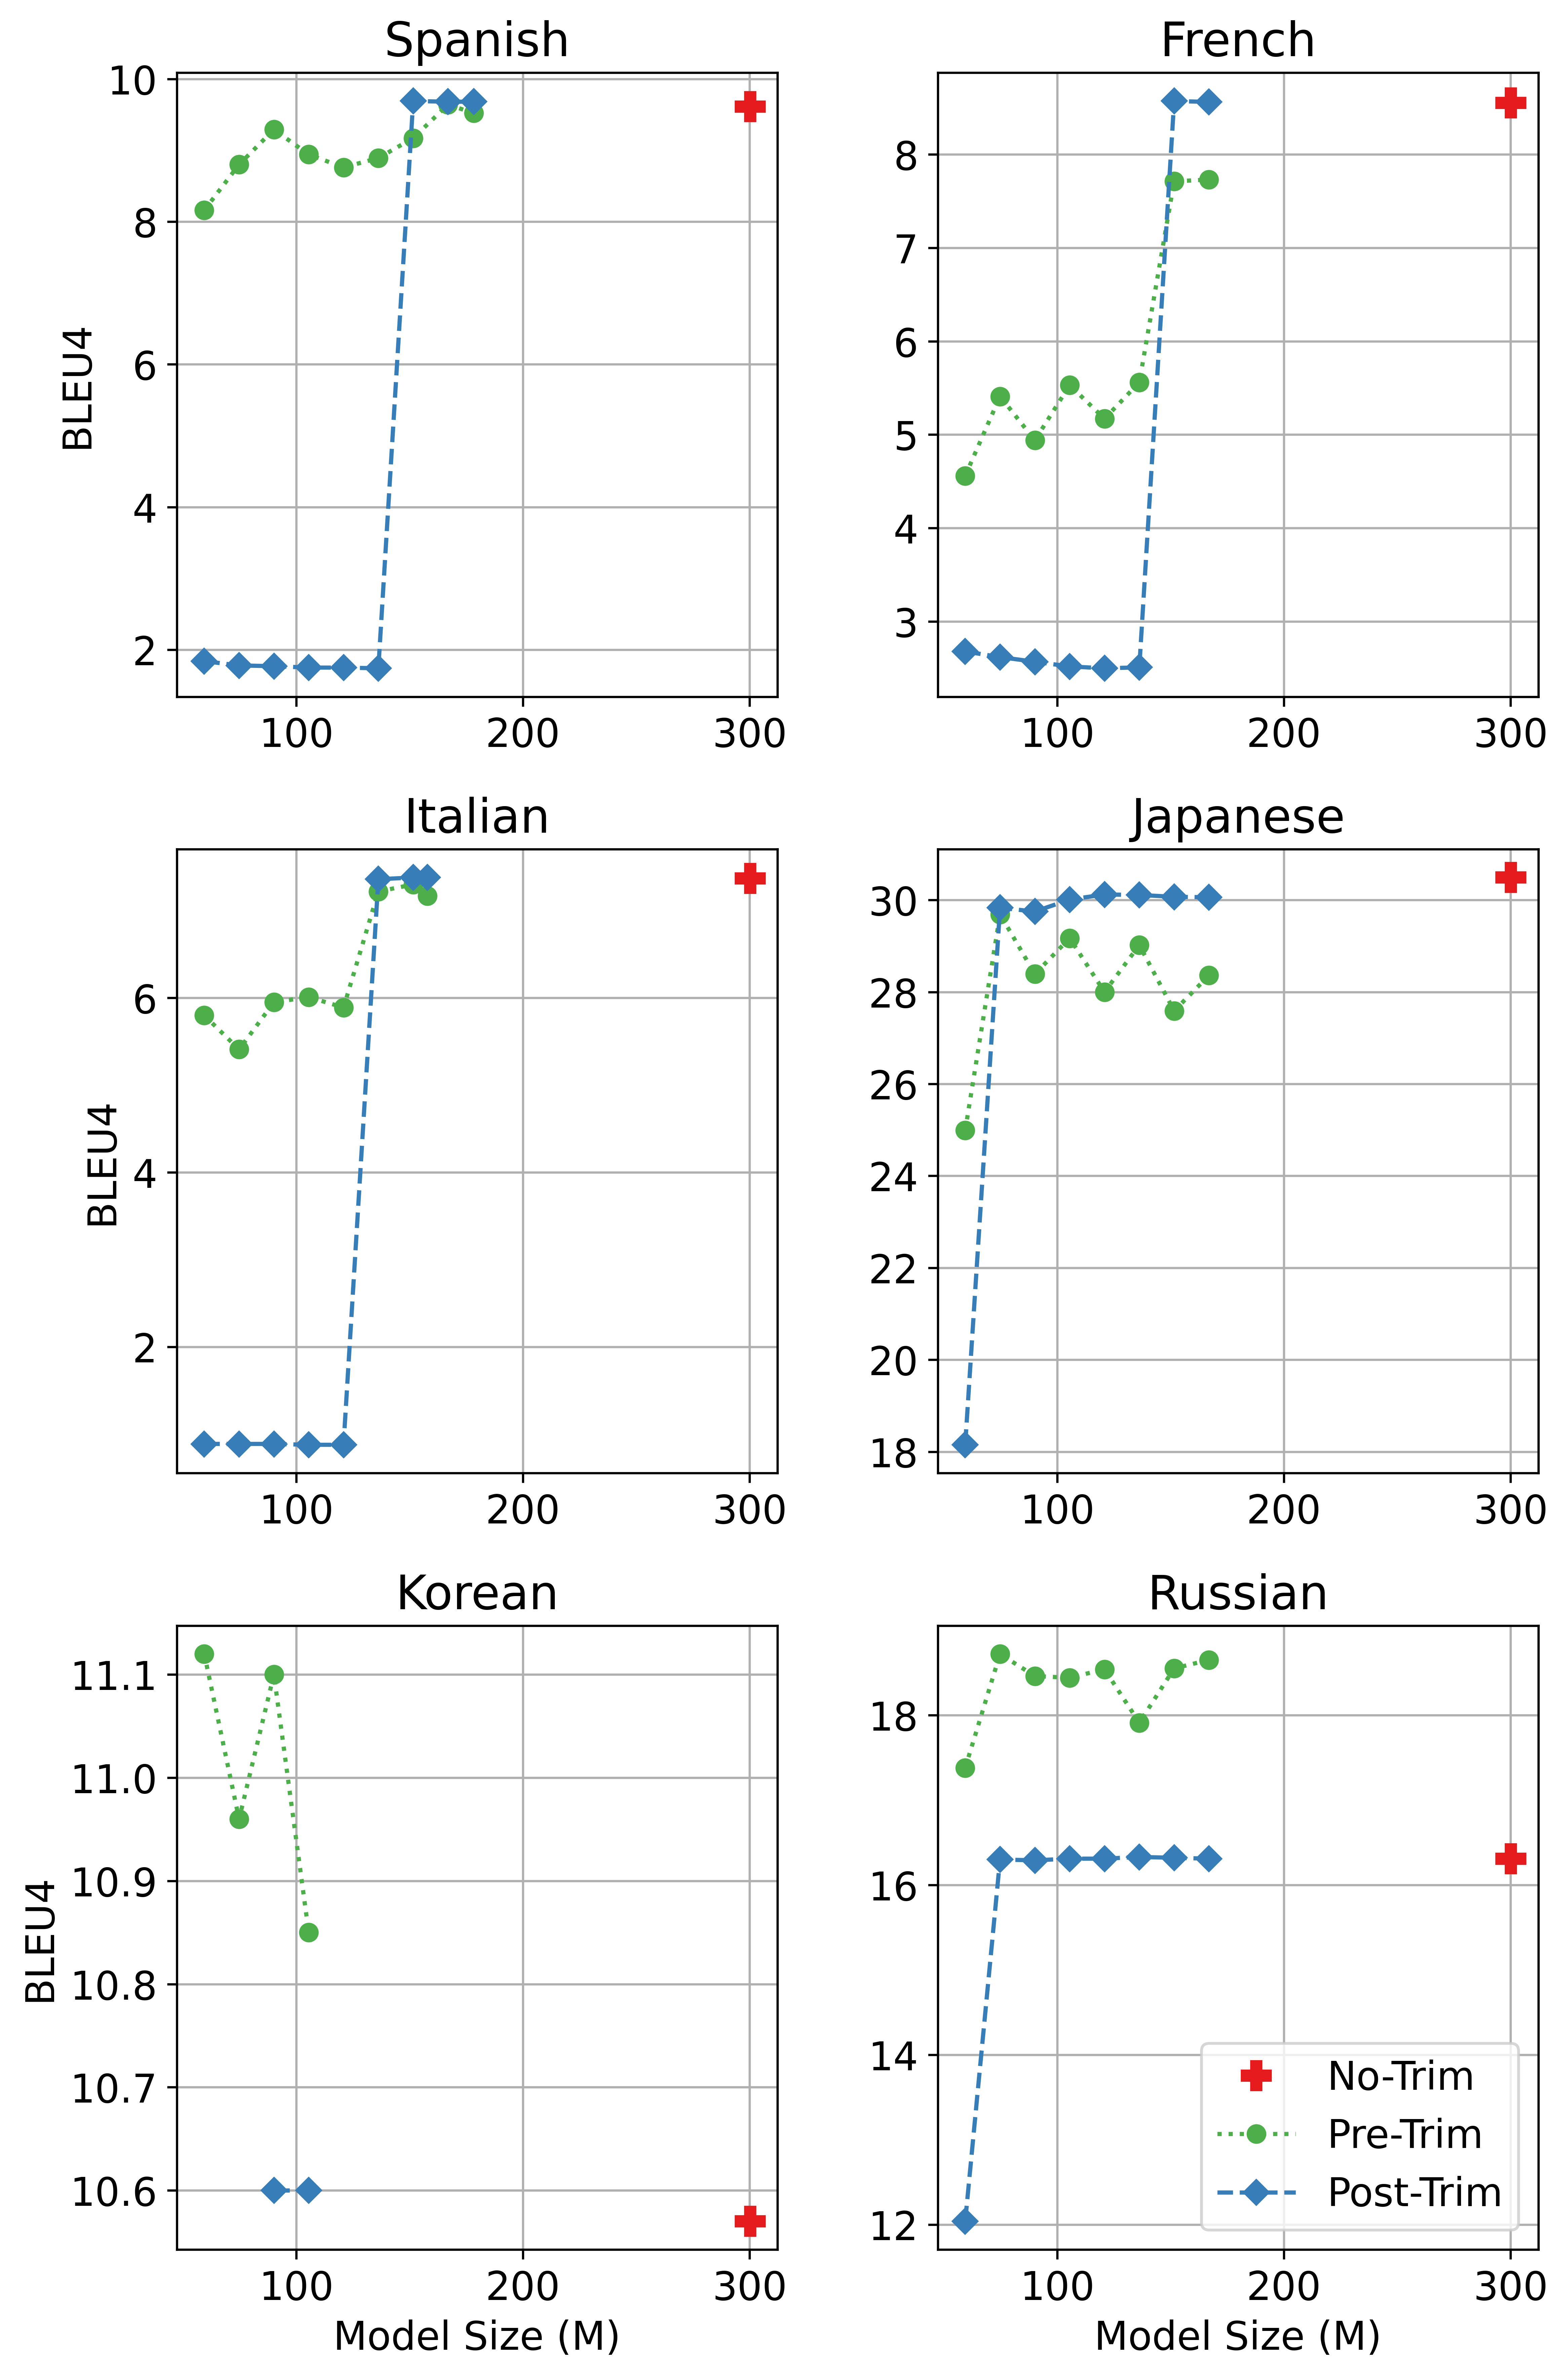 Spanish
10
8
6
4
2
BLEU4
100 200 300
French
8
7
6
5
4
3
100 200 300
Italian
6
4
2
BLEU4
100 200 300
Japanese
30
28
26
24
22
20
18
100 200 300
Korean
11.1
11.0
10.9
10.8
10.7
10.6
BLEU4
100 200 300
Model Size (M)
Russian
18
16
14
12
No-Trim
Pre-Trim
Post-Trim
100 200 300
Model Size (M)